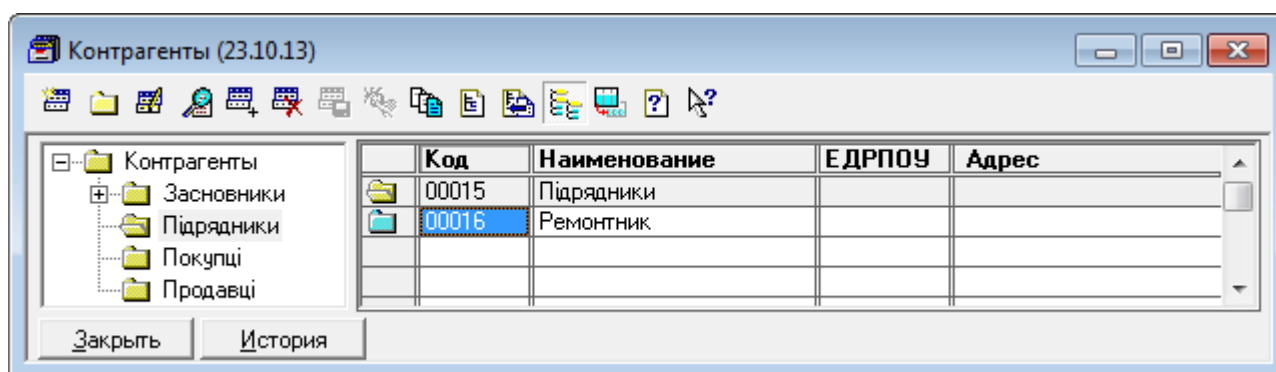 Контрагенты (23.10.13)
Контрагенты
Засновники
Підрядники
Покупці
Продавці
Код Наименование ЕДРПОУ Адрес
00015 Підрядники
00016 Ремонтник
Закрыть История